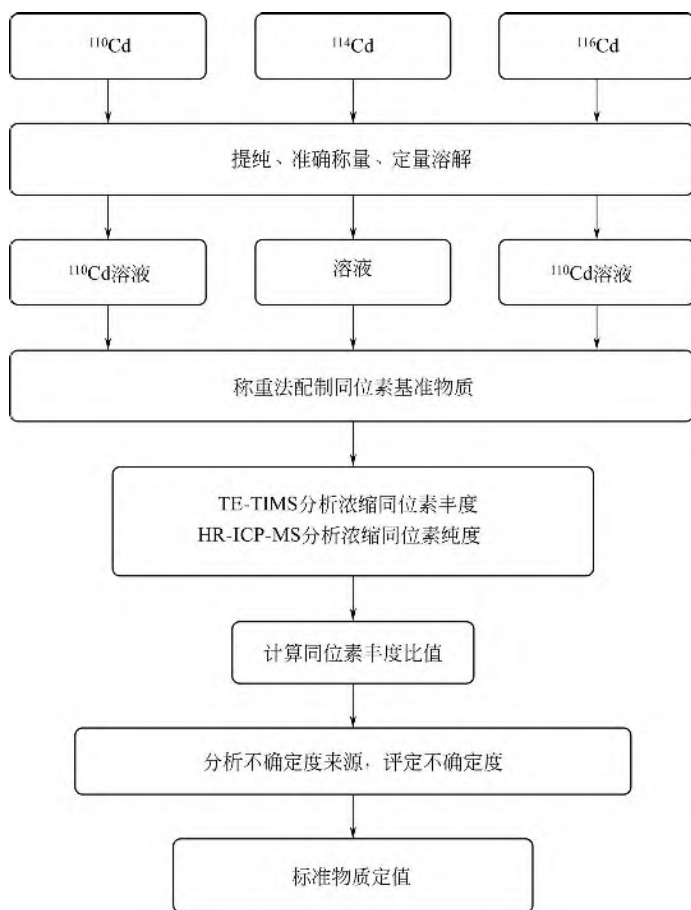 ¹¹⁰Cd
¹¹⁴Cd
¹¹⁶Cd
提纯、准确称量、定量溶解
¹¹⁰Cd溶液
溶液
¹¹⁰Cd溶液
称重法配制同位素基准物质
TE-TIMS分析浓缩同位素丰度
HR-ICP-MS分析浓缩同位素纯度
计算同位素丰度比值
分析不确定度来源，评定不确定度
标准物质定值